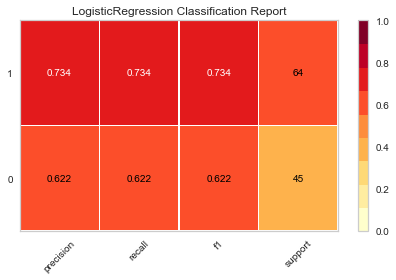 LogisticRegression Classification Report
1
0.734 0.734 0.734 64
0
0.622 0.622 0.622 45
precision recall f1 support
1.0
0.8
0.6
0.4
0.2
0.0